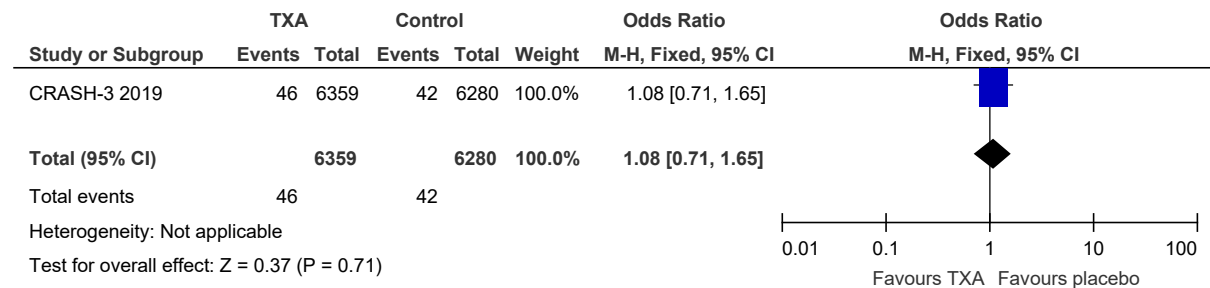 TXA Control Odds Ratio Odds Ratio
Study or Subgroup Events Total Events Total Weight M-H, Fixed, 95% CI M-H, Fixed, 95% CI
CRASH-3 2019 46 6359 42 6280 100.0% 1.08 [0.71, 1.65]
Total (95% CI) 6359 6280 100.0% 1.08 [0.71, 1.65]
Total events 46 42
Heterogeneity: Not applicable
Test for overall effect: Z = 0.37 (P = 0.71)
0.01 0.1 1 10 100
Favours TXA Favours placebo